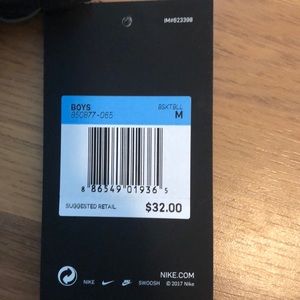 IM#923398
BOYS BSKTBLL
850877-065 M
8 86549 01936 5
SUGGESTED RETAIL $32.00
NIKE.COM
NIKE SWOOSH © 2017 Nike